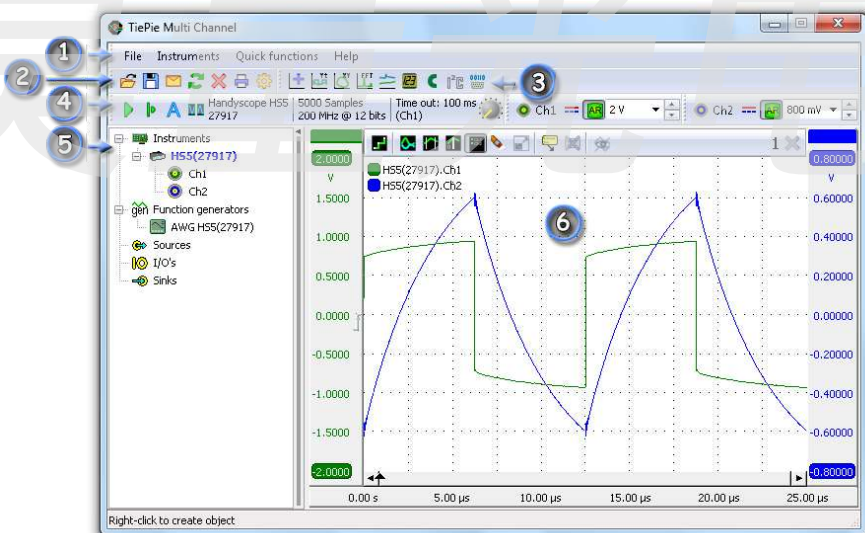 TiePie Multi Channel
1 File Instruments Quick functions Help
2
3
4 Handyscope HS5 27917
5000 Samples
200 MHz @ 12 bits
Time out: 100 ms
(Ch1)
Ch1 AR 2 V
Ch2 AR 800 mV
5
Instruments
HS5(27917)
Ch1
Ch2
gen Function generators
AWG HS5(27917)
Sources
I/O's
Sinks
1
HS5(27917).Ch1
HS5(27917).Ch2
6
2.0000
V
1.5000
1.0000
0.5000
0.0000
-0.5000
-1.0000
-1.5000
-2.0000
0.80000
V
0.60000
0.40000
0.20000
0.00000
-0.20000
-0.40000
-0.60000
-0.80000
0.00 s 5.00 µs 10.00 µs 15.00 µs 20.00 µs 25.00 µs
Right-click to create object